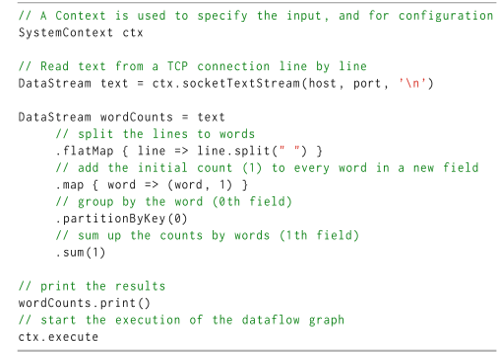 // A Context is used to specify the input, and for configuration
SystemContext ctx
// Read text from a TCP connection line by line
DataStream text = ctx.socketTextStream(host, port, '\n')
DataStream wordCounts = text
// split the lines to words
.flatMap { line => line.split(" ") }
// add the initial count (1) to every word in a new field
.map { word => (word, 1) }
// group by the word (0th field)
.partitionByKey(0)
// sum up the counts by words (1th field)
.sum(1)
// print the results
wordCounts.print()
// start the execution of the dataflow graph
ctx.execute